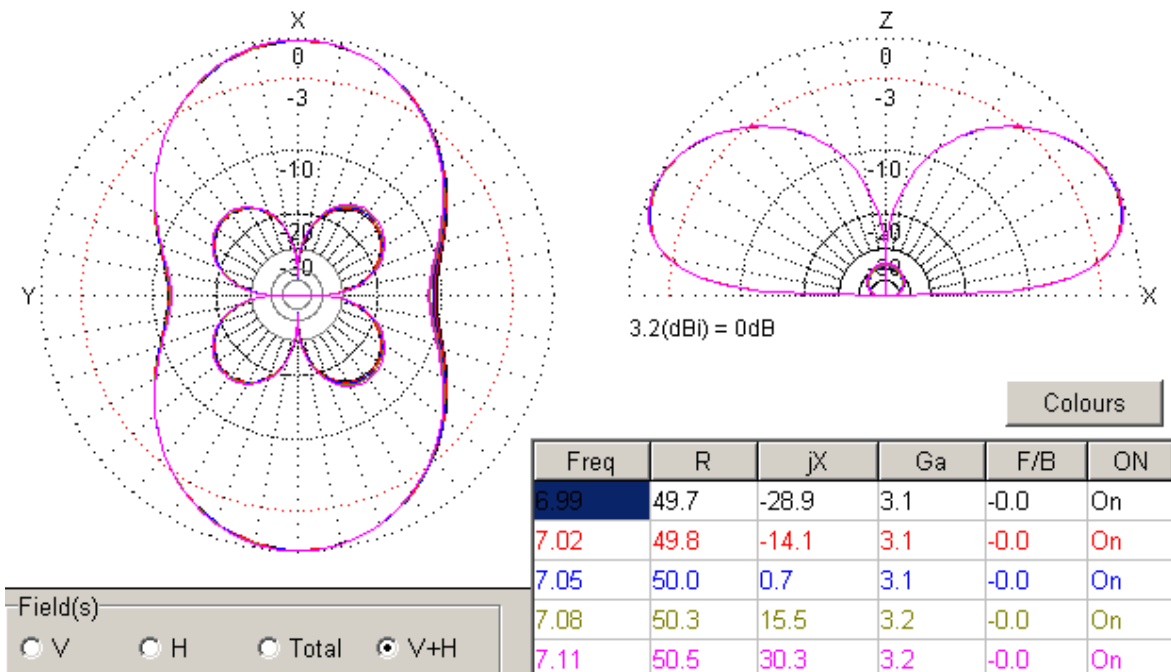 X
0
-3
-10
-20
-30
Y
Z
0
-3
-10
-20
X
3.2(dBi) = 0dB
Colours
Freq R jX Ga F/B ON
6.99 49.7 -28.9 3.1 -0.0 On
7.02 49.8 -14.1 3.1 -0.0 On
7.05 50.0 0.7 3.1 -0.0 On
7.08 50.3 15.5 3.2 -0.0 On
7.11 50.5 30.3 3.2 -0.0 On
Field(s)
V H Total V+H